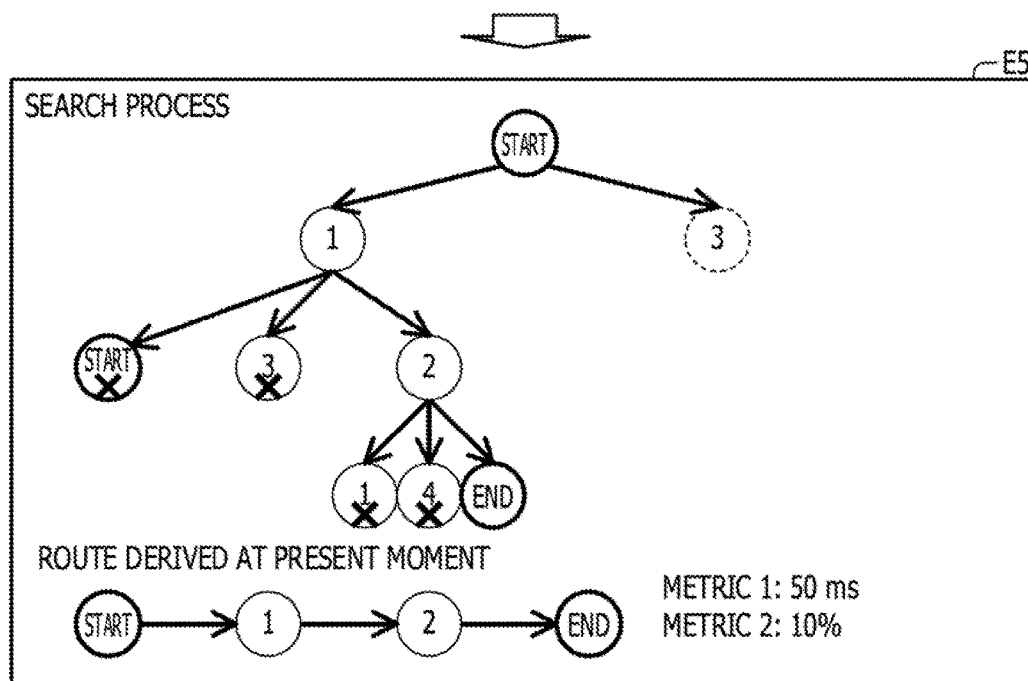 E5
SEARCH PROCESS
START
1
3
START
3
2
1
4
END
ROUTE DERIVED AT PRESENT MOMENT
START
1
2
END
METRIC 1: 50 ms
METRIC 2: 10%